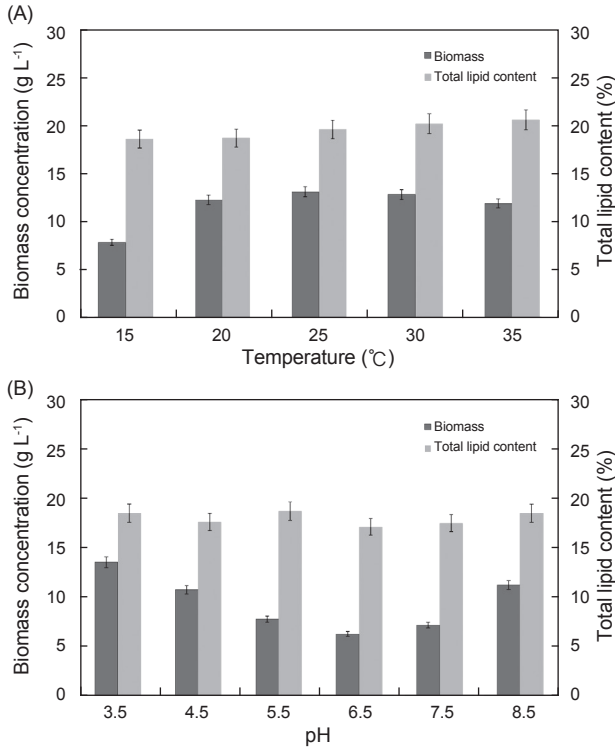 (A)
Biomass concentration (g L-1)
30
25
20
15
10
5
0
Biomass
Total lipid content
30
25
20
15
10
5
0
Total lipid content (%)
15 20 25 30 35
Temperature (℃)
(B)
Biomass concentration (g L-1)
30
25
20
15
10
5
0
Biomass
Total lipid content
30
25
20
15
10
5
0
Total lipid content (%)
3.5 4.5 5.5 6.5 7.5 8.5
pH